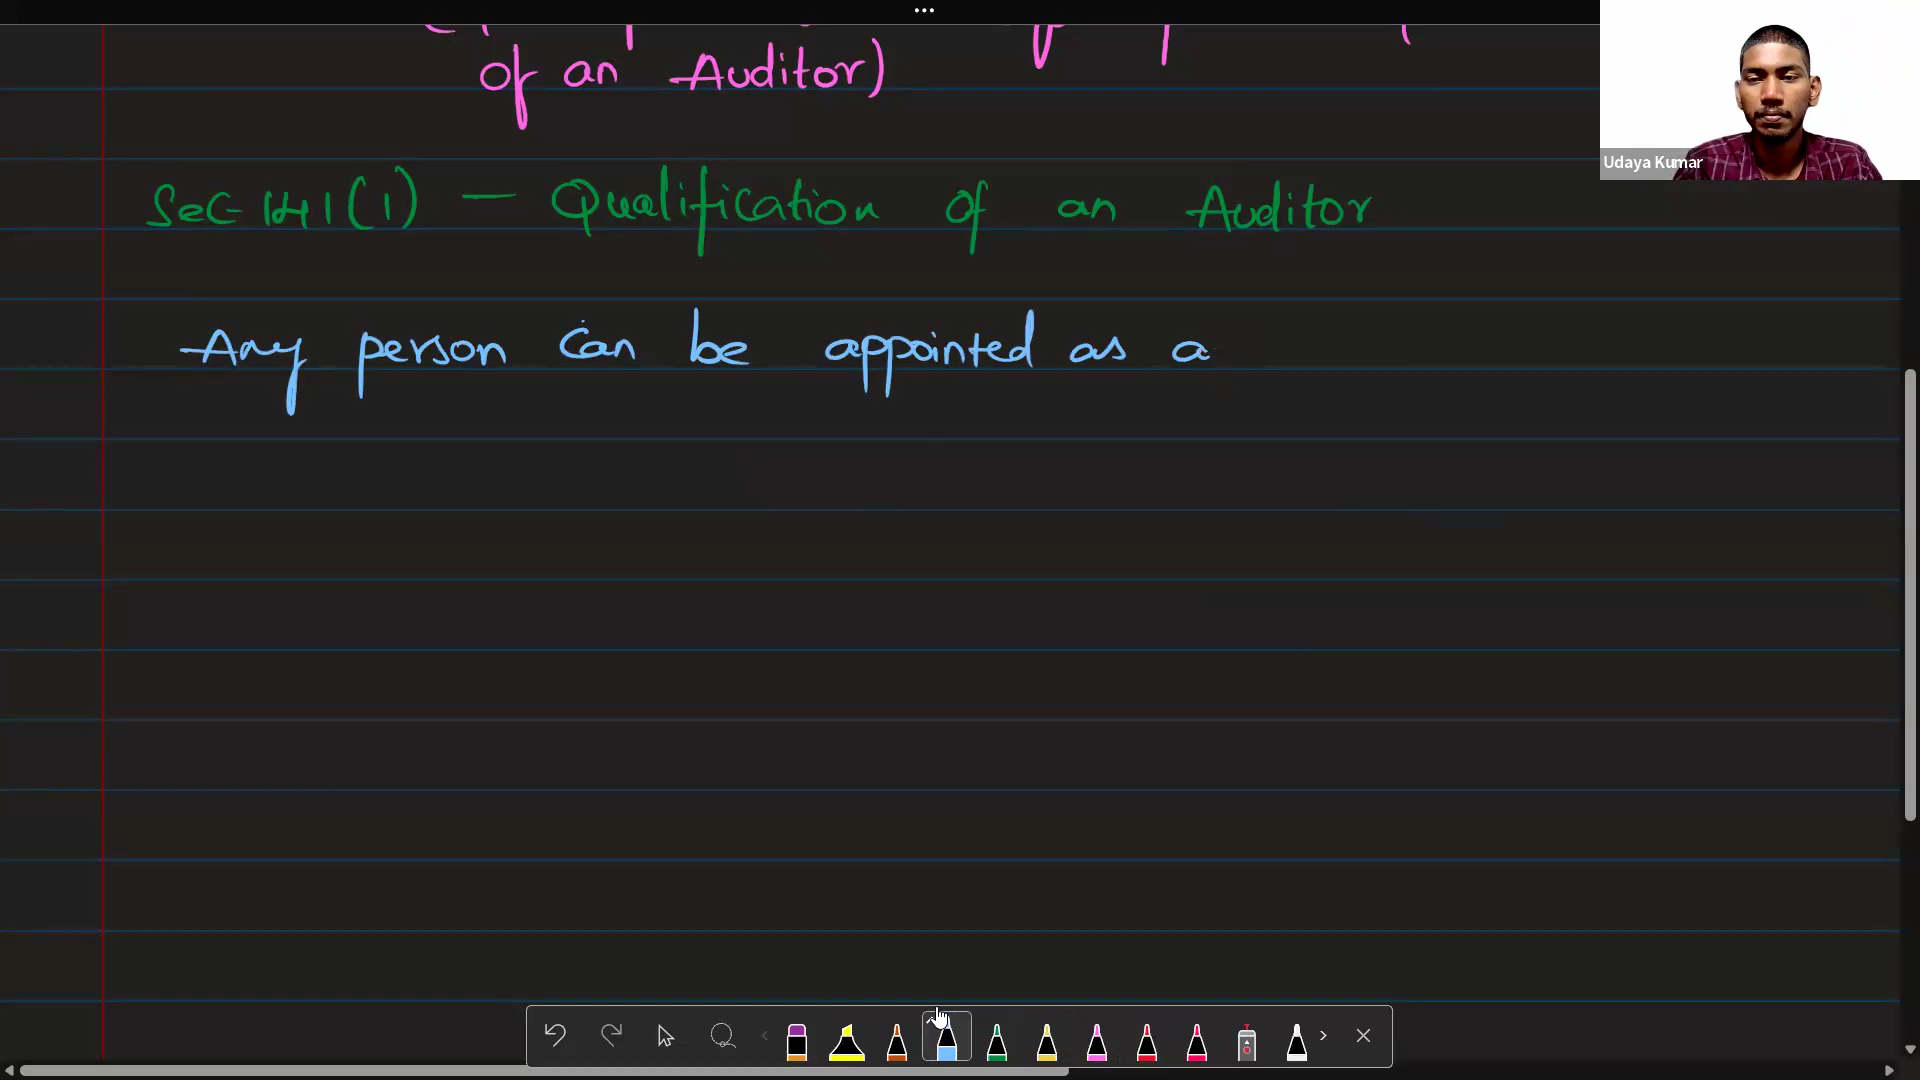 of an Auditor)
Udaya Kumar
Sec 141(1) — Qualification of an Auditor
Any person can be appointed as a